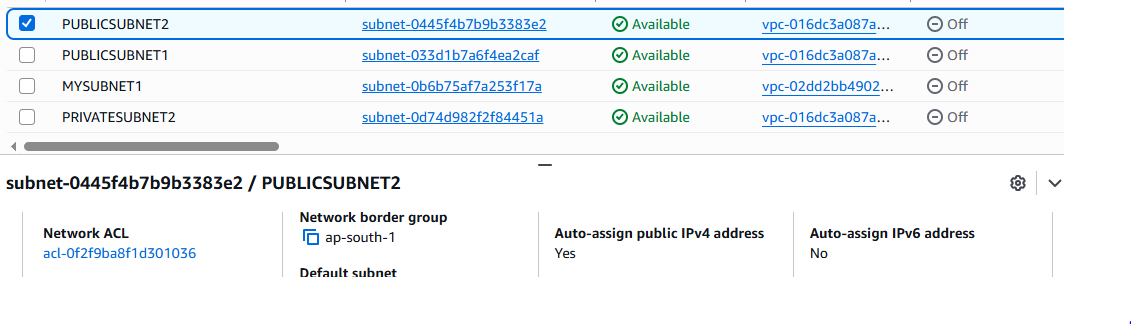 PUBLICSUBNET2 subnet-0445f4b7b9b3383e2 Available vpc-016dc3a087a... Off
PUBLICSUBNET1 subnet-033d1b7a6f4ea2caf Available vpc-016dc3a087a... Off
MYSUBNET1 subnet-0b6b75af7a253f17a Available vpc-02dd2bb4902... Off
PRIVATESUBNET2 subnet-0d74d982f2f84451a Available vpc-016dc3a087a... Off
subnet-0445f4b7b9b3383e2 / PUBLICSUBNET2
Network ACL
acl-0f2f9ba8f1d301036
Network border group
ap-south-1
Default subnet
Auto-assign public IPv4 address
Yes
Auto-assign IPv6 address
No